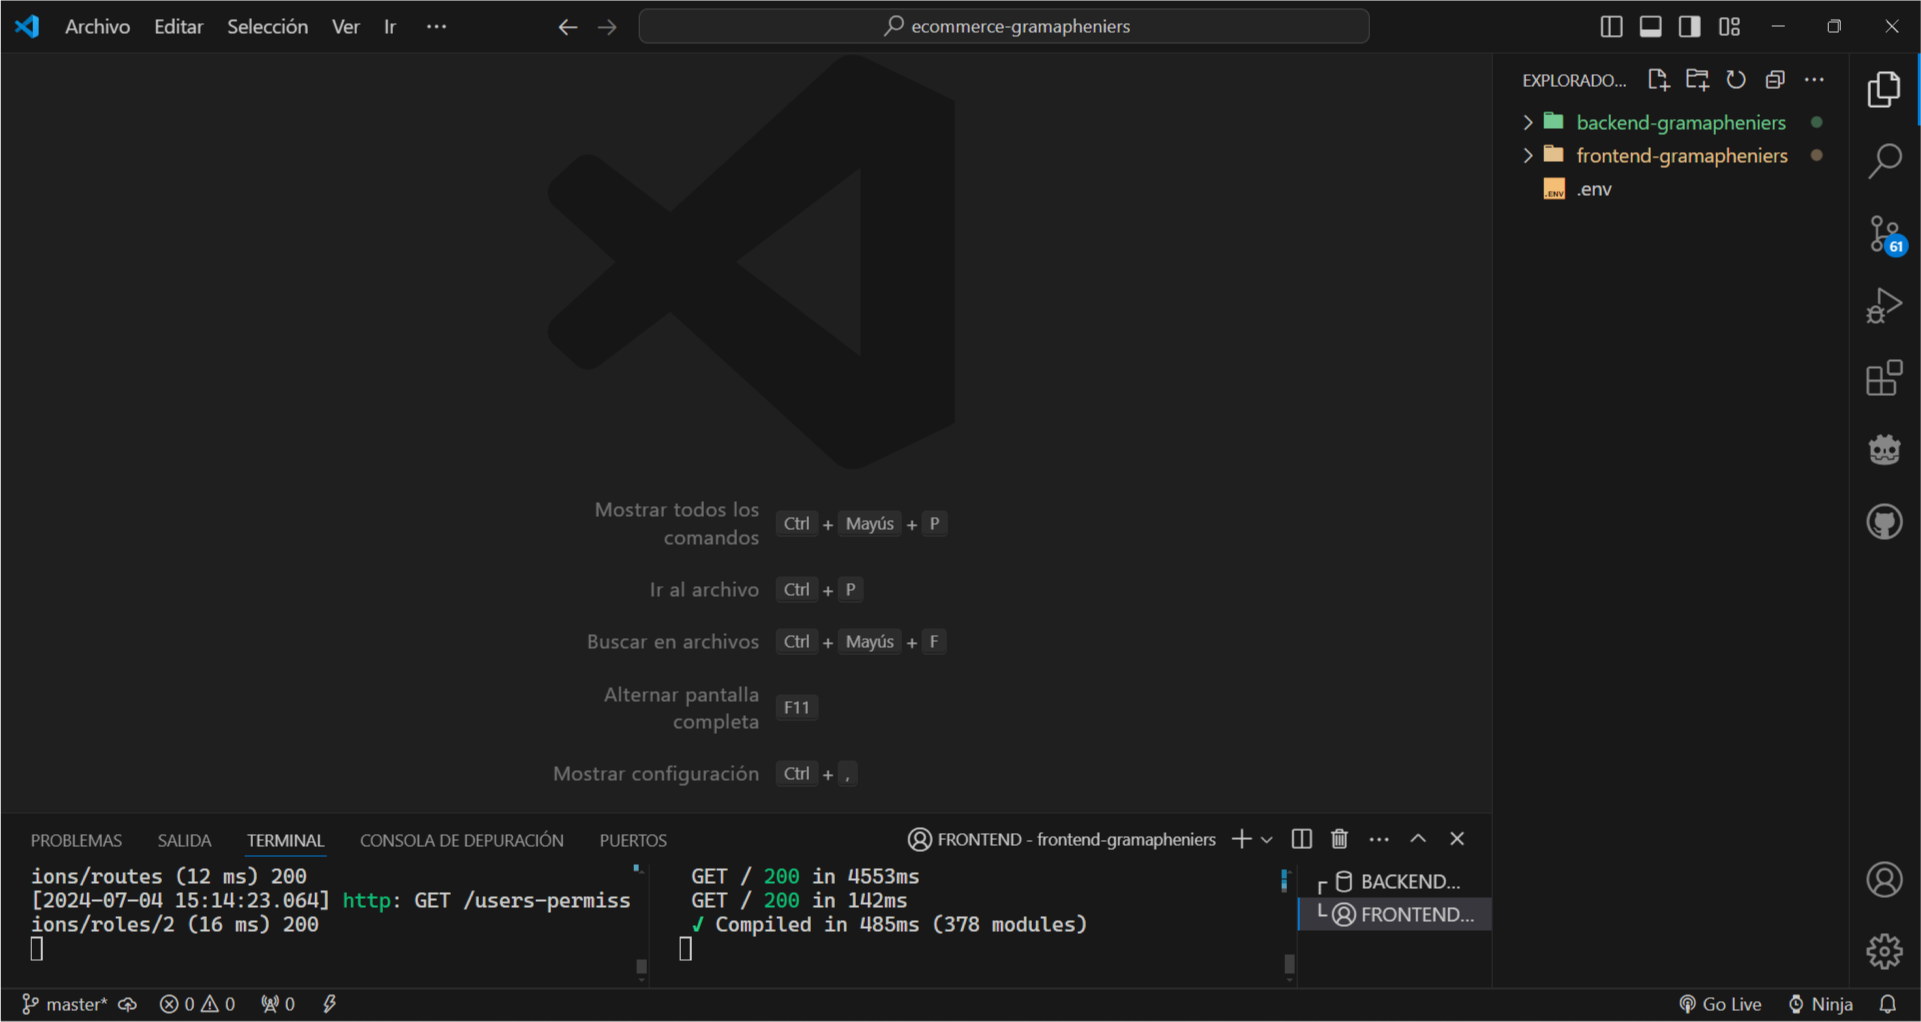 Archivo Editar Selección Ver Ir ···
ecommerce-gramapheniers
EXPLORADO...
backend-gramapheniers
frontend-gramapheniers
.ENV .env
61
Mostrar todos los
comandos
Ctrl + Mayús + P
Ir al archivo Ctrl + P
Buscar en archivos Ctrl + Mayús + F
Alternar pantalla
completa
F11
Mostrar configuración Ctrl + ,
PROBLEMAS SALIDA TERMINAL CONSOLA DE DEPURACIÓN PUERTOS
FRONTEND - frontend-gramapheniers
ions/routes (12 ms) 200
[2024-07-04 15:14:23.064] http: GET /users-permiss
ions/roles/2 (16 ms) 200
GET / 200 in 4553ms
GET / 200 in 142ms
✓ Compiled in 485ms (378 modules)
BACKEND...
FRONTEND...
master* 0 0 0
Go Live Ninja